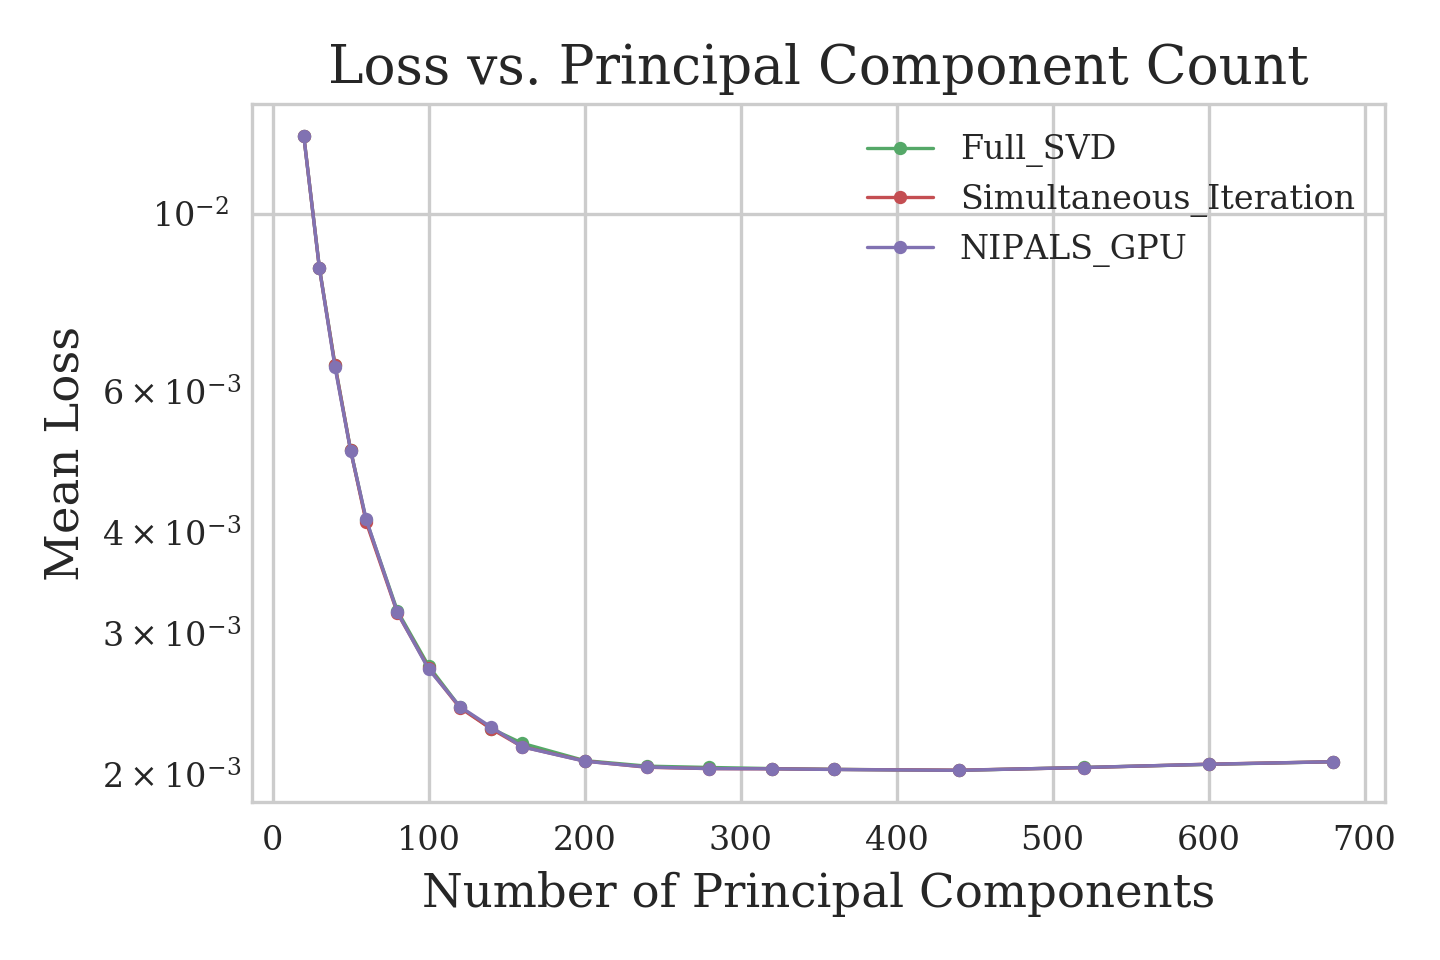 Loss vs. Principal Component Count
Full_SVD
Simultaneous_Iteration
NIPALS_GPU
Mean Loss
10⁻²
6 × 10⁻³
4 × 10⁻³
3 × 10⁻³
2 × 10⁻³
0 100 200 300 400 500 600 700
Number of Principal Components